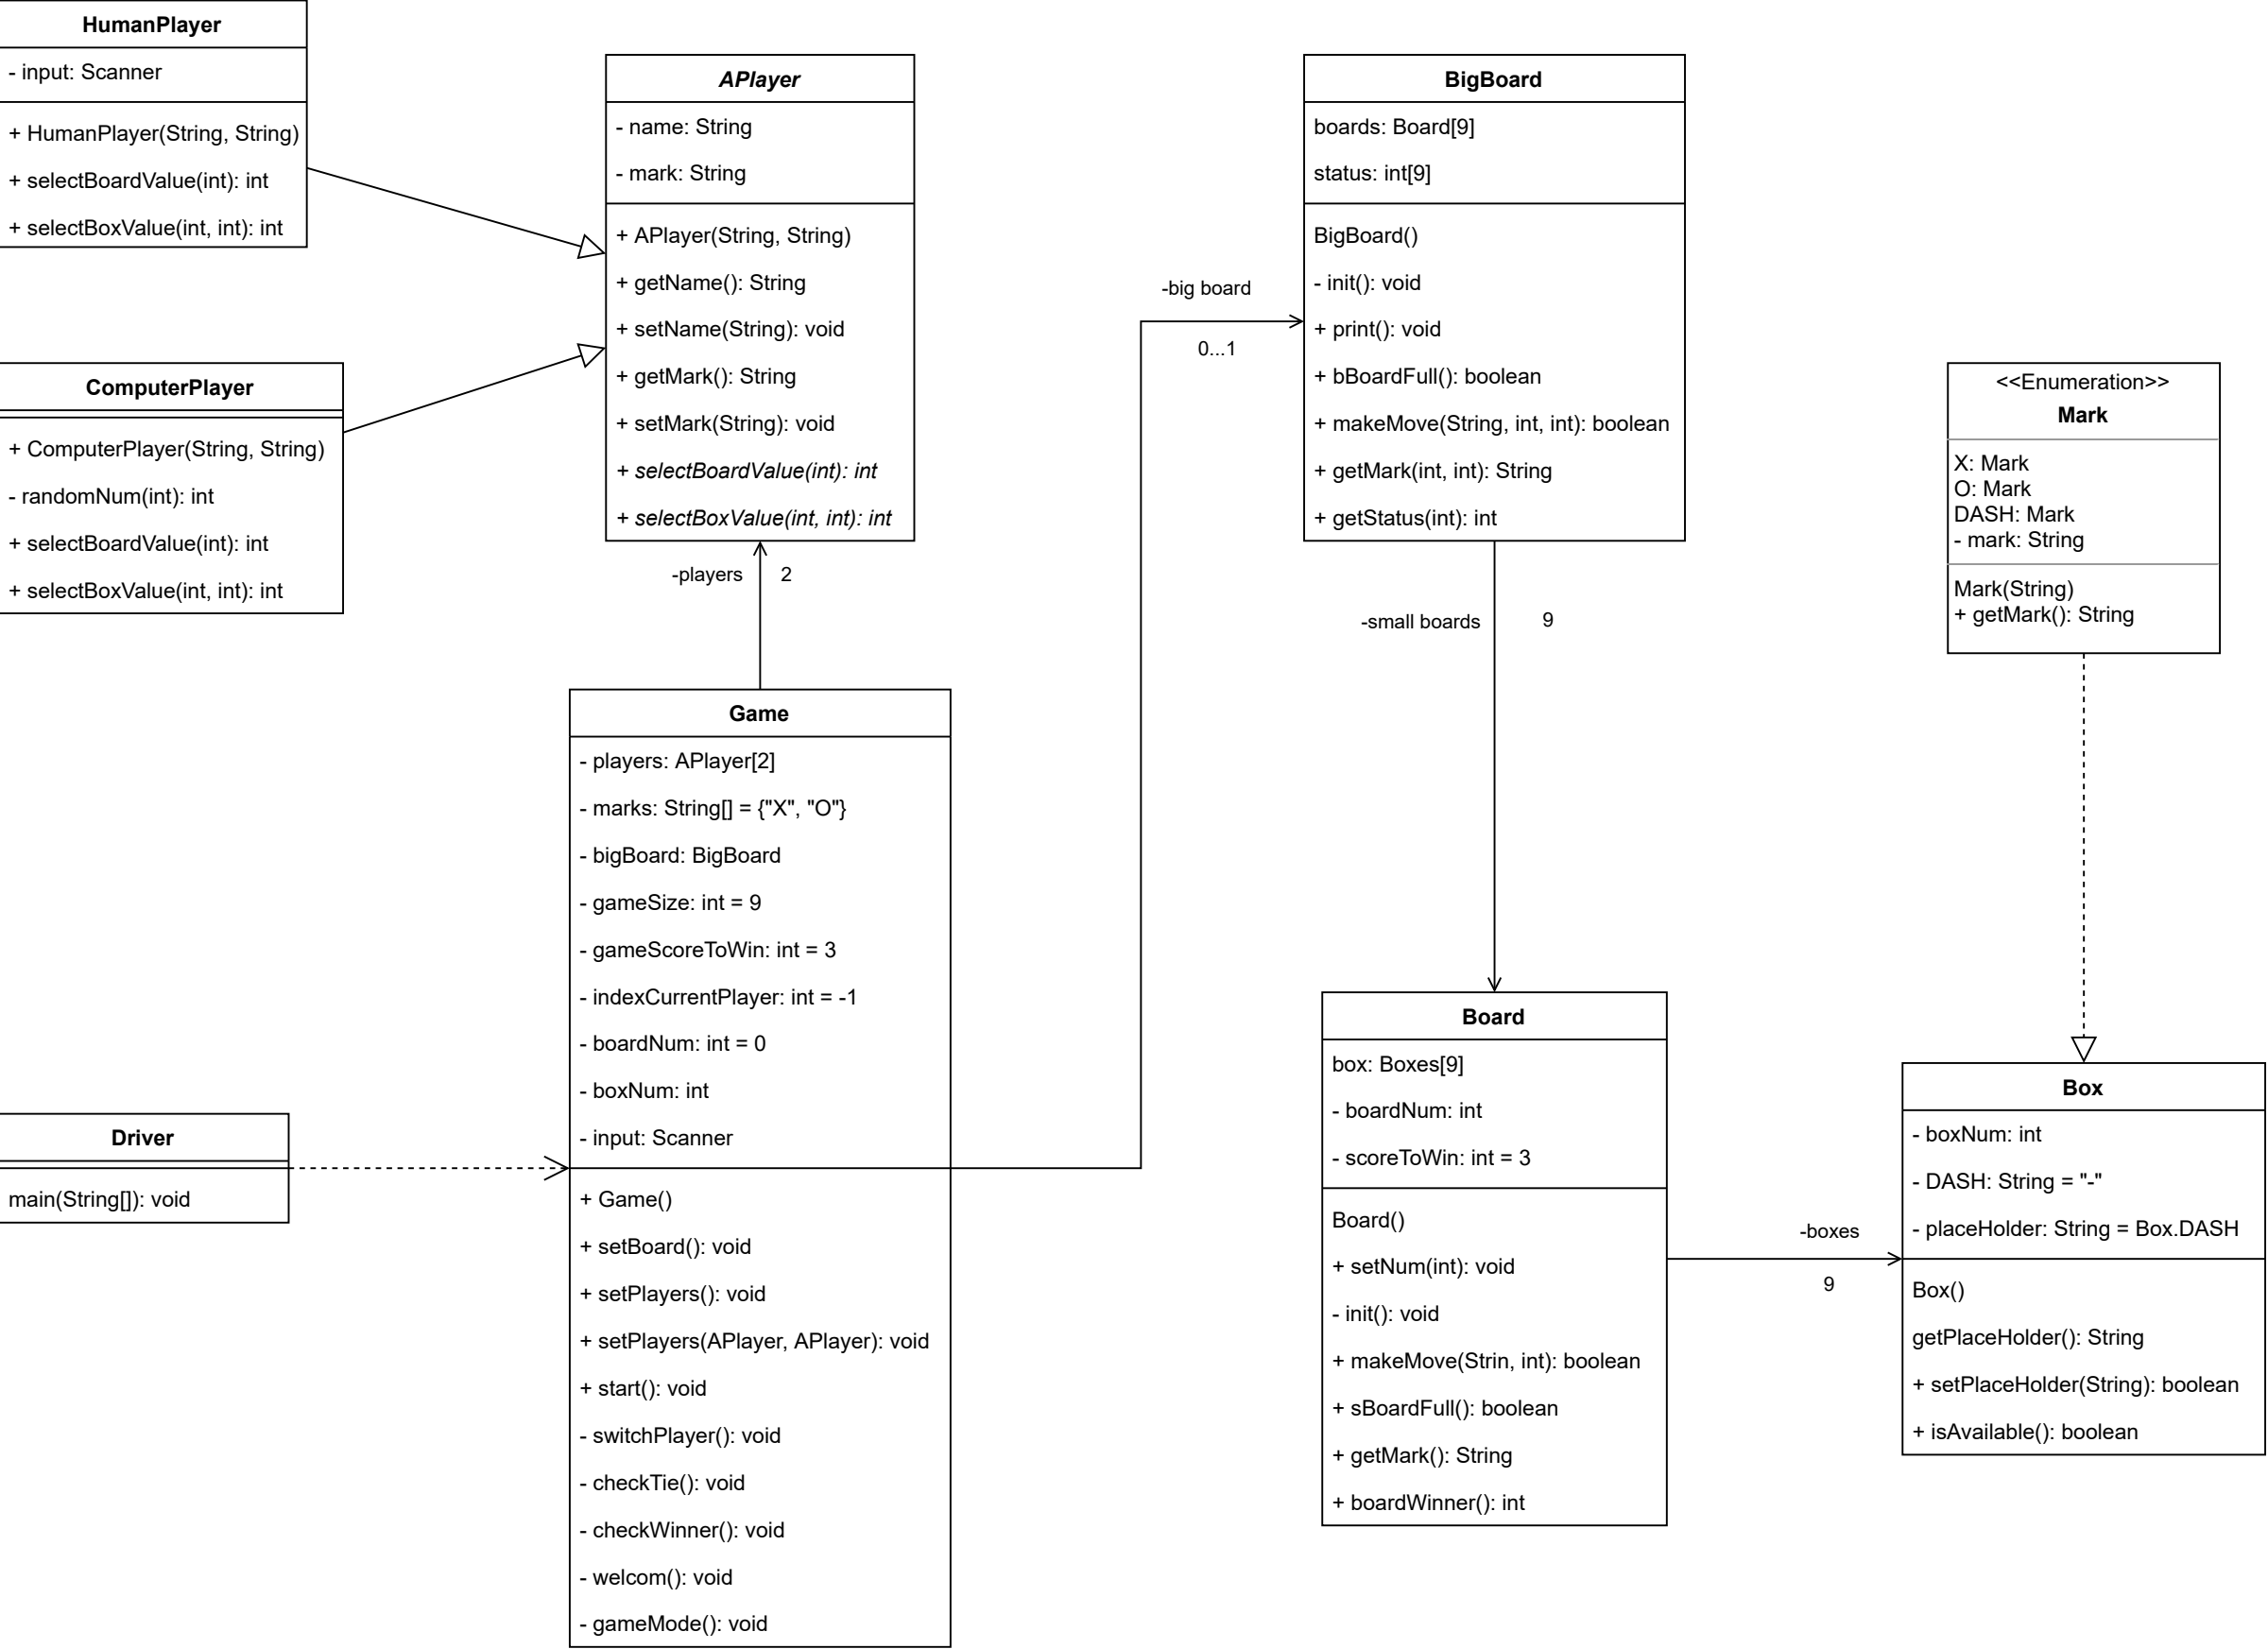 HumanPlayer
- input: Scanner
+ HumanPlayer(String, String)
+ selectBoardValue(int): int
+ selectBoxValue(int, int): int
APlayer
- name: String
- mark: String
+ APlayer(String, String)
+ getName(): String
+ setName(String): void
+ getMark(): String
+ setMark(String): void
+ selectBoardValue(int): int
+ selectBoxValue(int, int): int
ComputerPlayer
+ ComputerPlayer(String, String)
- randomNum(int): int
+ selectBoardValue(int): int
+ selectBoxValue(int, int): int
-players
2
Game
- players: APlayer[2]
- marks: String[] = {"X", "O"}
- bigBoard: BigBoard
- gameSize: int = 9
- gameScoreToWin: int = 3
- indexCurrentPlayer: int = -1
- boardNum: int = 0
- boxNum: int
- input: Scanner
+ Game()
+ setBoard(): void
+ setPlayers(): void
+ setPlayers(APlayer, APlayer): void
+ start(): void
- switchPlayer(): void
- checkTie(): void
- checkWinner(): void
- welcom(): void
- gameMode(): void
Driver
main(String[]): void
-big board
0...1
BigBoard
boards: Board[9]
status: int[9]
BigBoard()
- init(): void
+ print(): void
+ bBoardFull(): boolean
+ makeMove(String, int, int): boolean
+ getMark(int, int): String
+ getStatus(int): int
-small boards
9
Board
box: Boxes[9]
- boardNum: int
- scoreToWin: int = 3
Board()
+ setNum(int): void
- init(): void
+ makeMove(Strin, int): boolean
+ sBoardFull(): boolean
+ getMark(): String
+ boardWinner(): int
-boxes
9
<<Enumeration>>
Mark
X: Mark
O: Mark
DASH: Mark
- mark: String
Mark(String)
+ getMark(): String
Box
- boxNum: int
- DASH: String = "-"
- placeHolder: String = Box.DASH
Box()
getPlaceHolder(): String
+ setPlaceHolder(String): boolean
+ isAvailable(): boolean